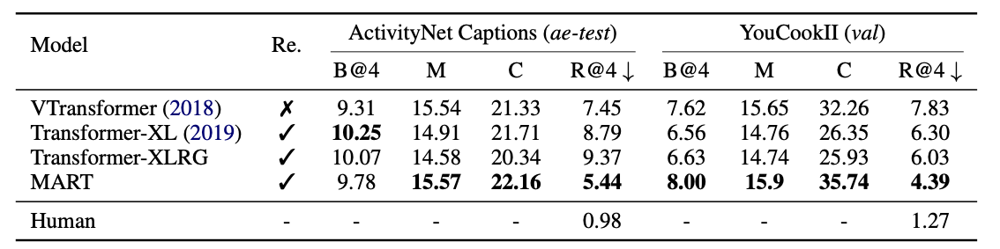 Model Re. ActivityNet Captions (ae-test) YouCookII (val)
B@4 M C R@4 ↓ B@4 M C R@4 ↓
VTransformer (2018) ✗ 9.31 15.54 21.33 7.45 7.62 15.65 32.26 7.83
Transformer-XL (2019) ✓ 10.25 14.91 21.71 8.79 6.56 14.76 26.35 6.30
Transformer-XLRG ✓ 10.07 14.58 20.34 9.37 6.63 14.74 25.93 6.03
MART ✓ 9.78 15.57 22.16 5.44 8.00 15.9 35.74 4.39
Human - - - - 0.98 - - - 1.27